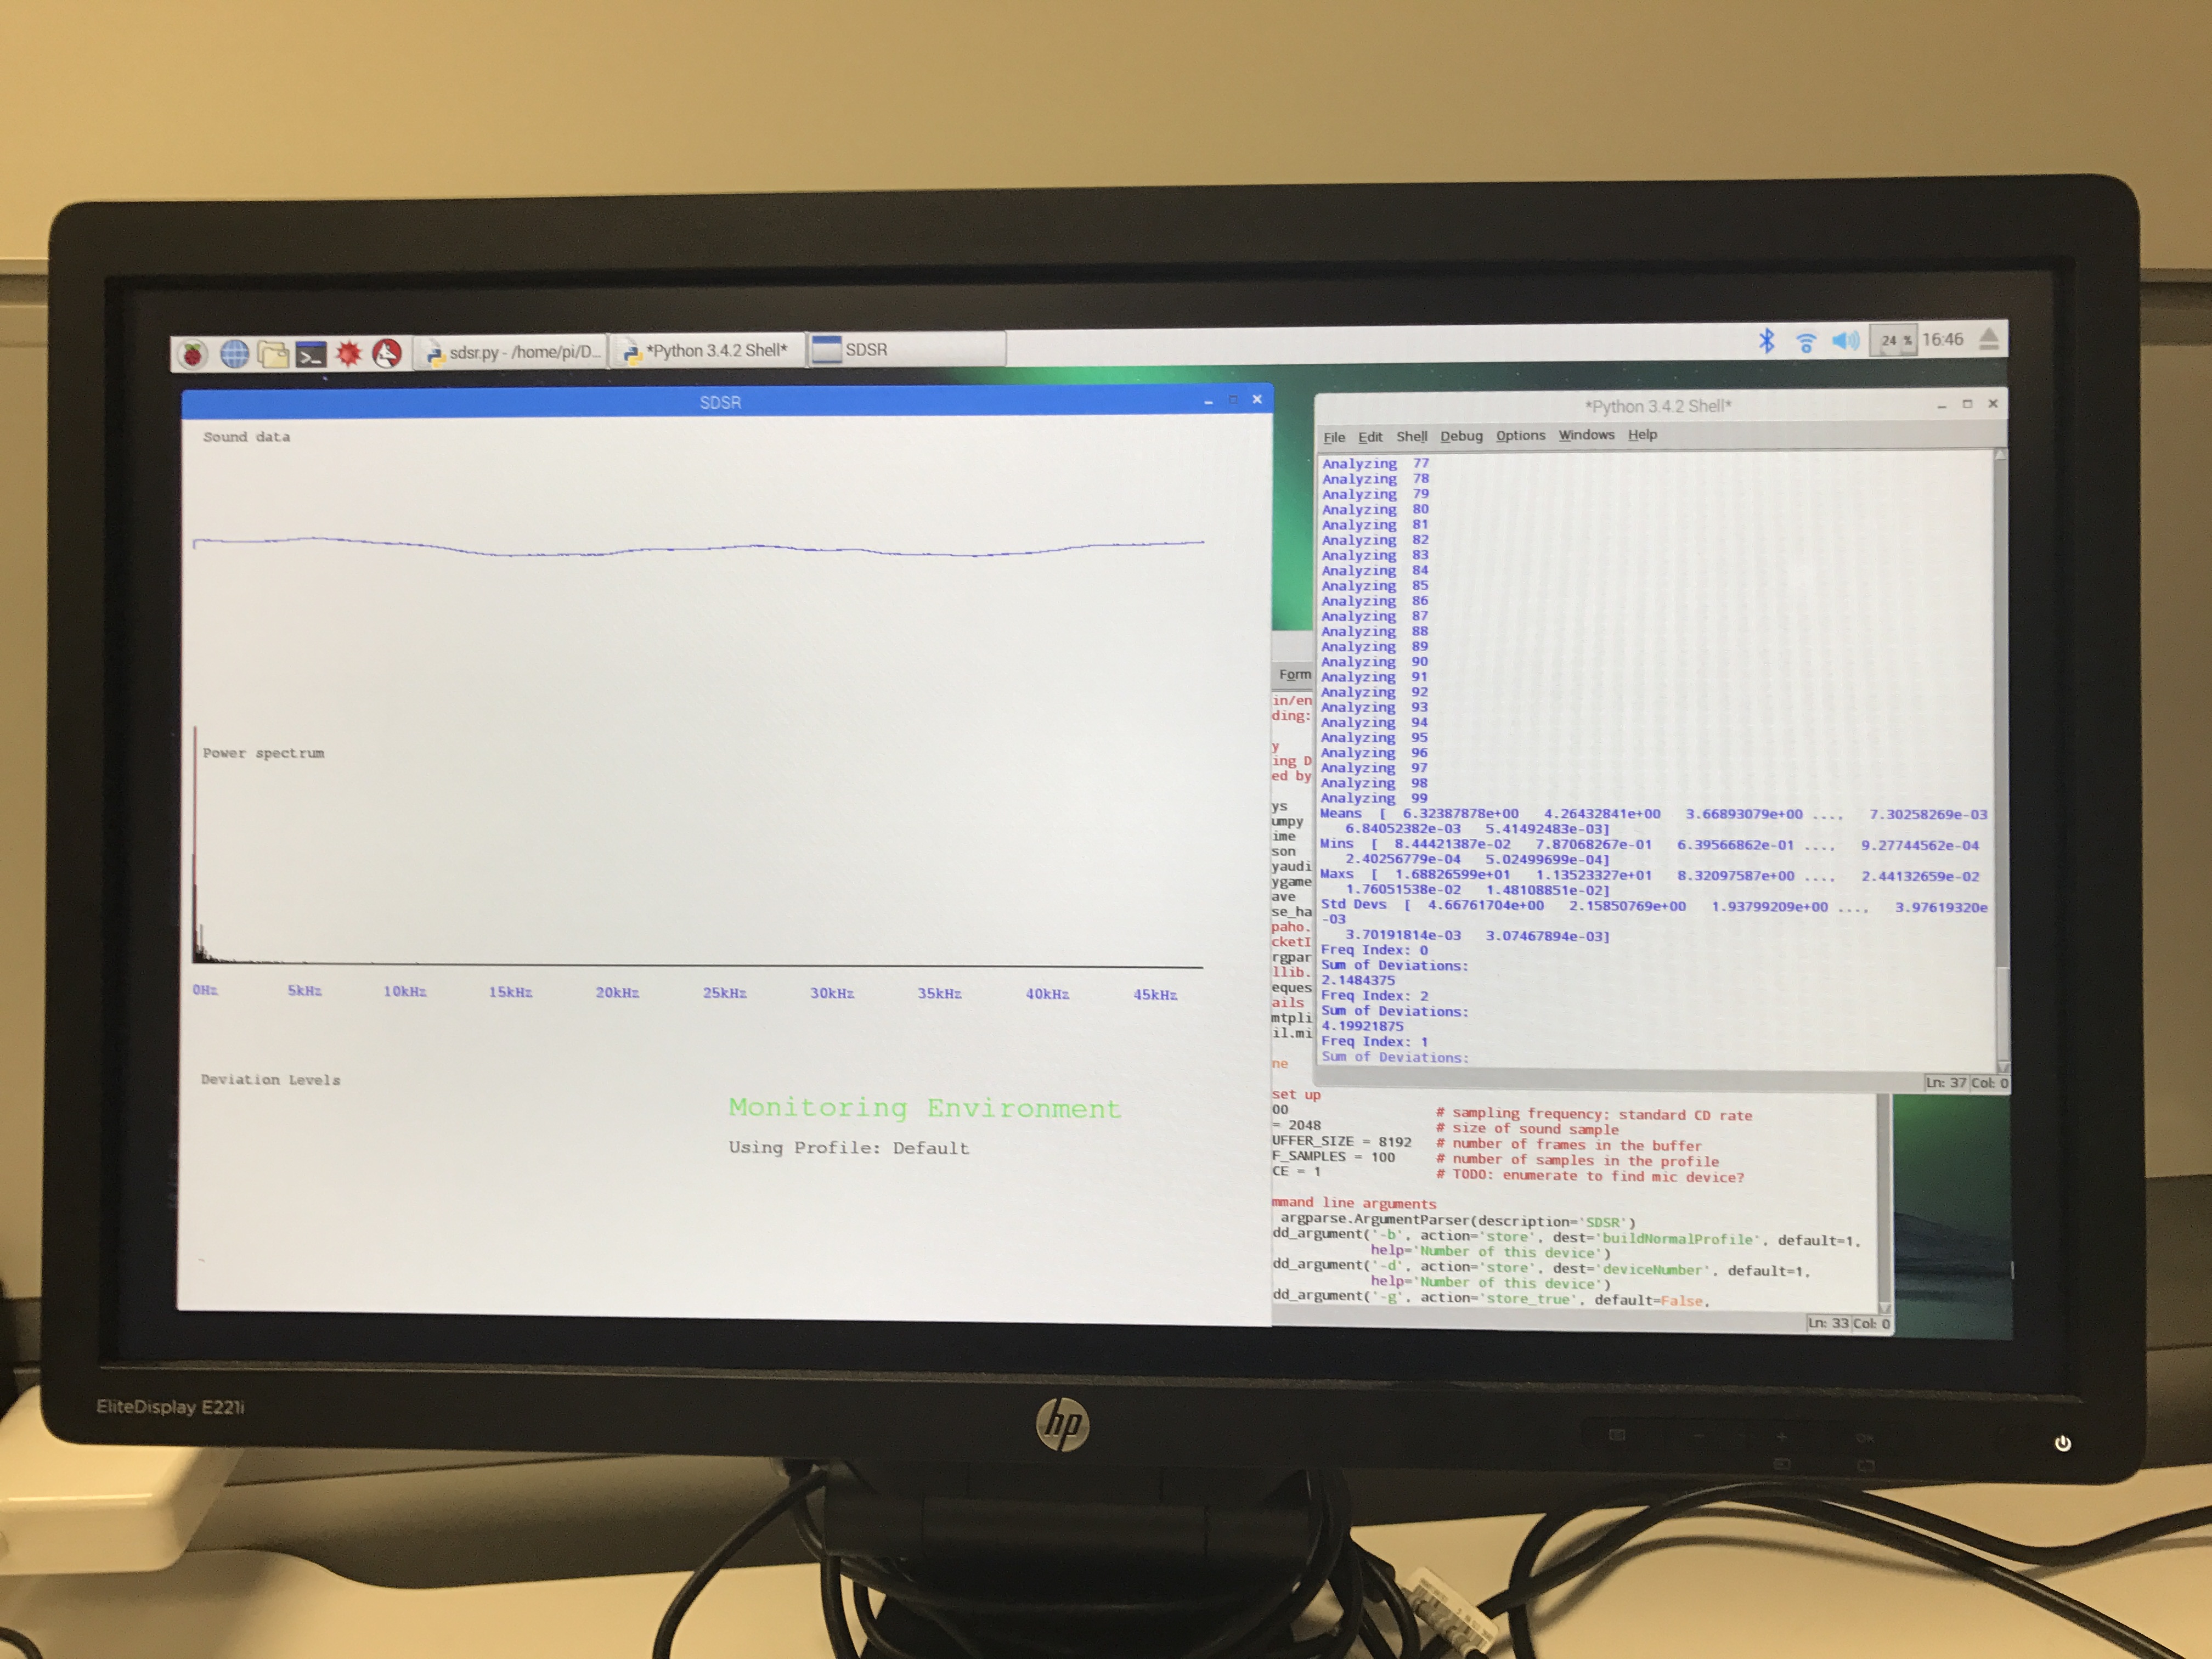 sdsr.py - /home/pi/D...
*Python 3.4.2 Shell*
SDSR
24 %
16:46
SDSR
Sound data
Power spectrum
0Hz 5kHz 10kHz 15kHz 20kHz 25kHz 30kHz 35kHz 40kHz 45kHz
Deviation Levels
Monitoring Environment
Using Profile: Default
*Python 3.4.2 Shell*
File Edit Shell Debug Options Windows Help
Analyzing 77
Analyzing 78
Analyzing 79
Analyzing 80
Analyzing 81
Analyzing 82
Analyzing 83
Analyzing 84
Analyzing 85
Analyzing 86
Analyzing 87
Analyzing 88
Analyzing 89
Analyzing 90
Analyzing 91
Analyzing 92
Analyzing 93
Analyzing 94
Analyzing 95
Analyzing 96
Analyzing 97
Analyzing 98
Analyzing 99
Means [ 6.32387878e+00 4.26432841e+00 3.66893079e+00 ..., 7.30258269e-03
6.84052382e-03 5.41492483e-03]
Mins [ 8.44421387e-02 7.87068267e-01 6.39566862e-01 ..., 9.27744562e-04
2.40256779e-04 5.02499699e-04]
Maxs [ 1.68826599e+01 1.13523327e+01 8.32097587e+00 ..., 2.44132659e-02
1.76051538e-02 1.48108851e-02]
Std Devs [ 4.66761704e+00 2.15850769e+00 1.93799209e+00 ..., 3.97619320e
-03
3.70191814e-03 3.07467894e-03]
Freq Index: 0
Sum of Deviations:
2.1484375
Freq Index: 2
Sum of Deviations:
4.19921875
Freq Index: 1
Sum of Deviations:
Ln: 37 Col: 0
Form
in/en
ding:
y
ing D
ed by
ys
umpy
ime
son
yaudi
ygame
ave
se_ha
paho.
cketI
rgpar
llib.
eques
ails
mtpli
il.mi
ne
set up
00 # sampling frequency; standard CD rate
= 2048 # size of sound sample
UFFER_SIZE = 8192 # number of frames in the buffer
F_SAMPLES = 100 # number of samples in the profile
CE = 1 # TODO: enumerate to find mic device?
mmand line arguments
argparse.ArgumentParser(description='SDSR')
dd_argument('-b', action='store', dest='buildNormalProfile', default=1,
help='Number of this device')
dd_argument('-d', action='store', dest='deviceNumber', default=1,
help='Number of this device')
dd_argument('-g', action='store_true', default=False,
Ln: 33 Col: 0
EliteDisplay E221i
hp
OK